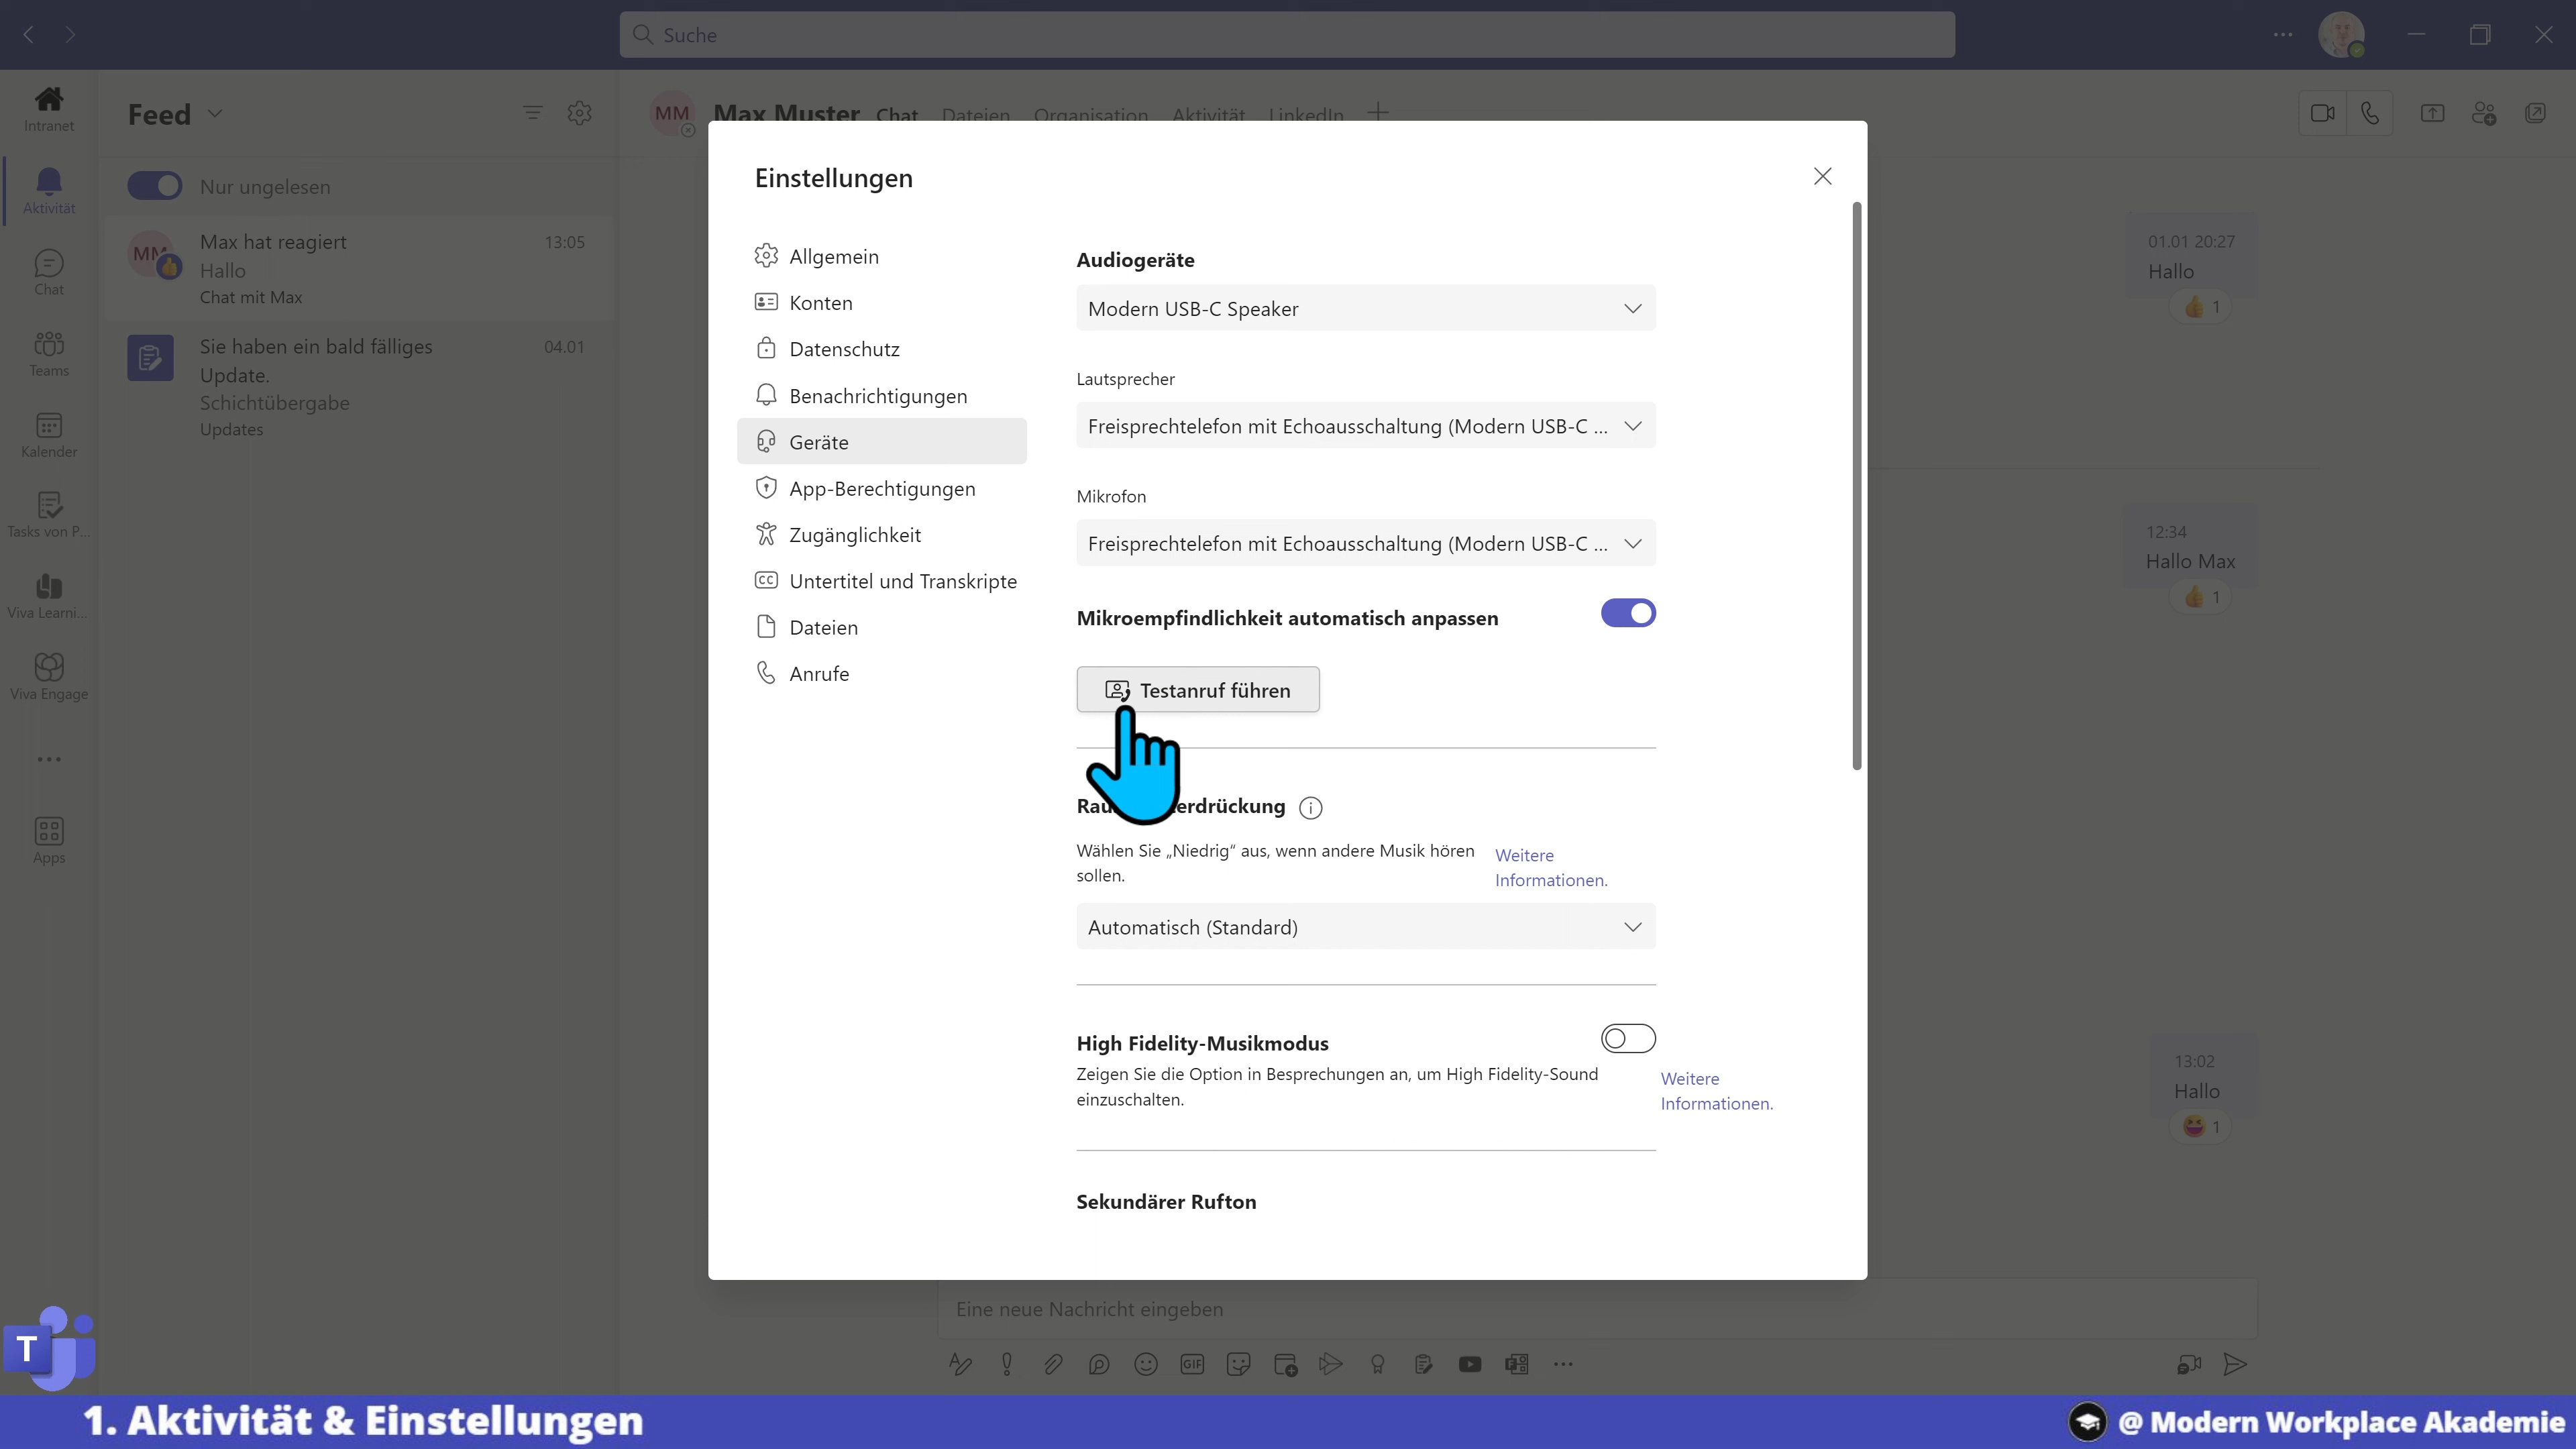 Suche
Intranet
Aktivität
Chat
Teams
Kalender
Tasks von P...
Viva Learni...
Viva Engage
Apps
Feed
Nur ungelesen
MM
Max hat reagiert
13:05
Hallo
Chat mit Max
Sie haben ein bald fälliges
04.01
Update.
Schichtübergabe
Updates
MM
Max Muster
Chat
Dateien
Organisation
Aktivität
LinkedIn
Einstellungen
Allgemein
Konten
Datenschutz
Benachrichtigungen
Geräte
App-Berechtigungen
Zugänglichkeit
CC
Untertitel und Transkripte
Dateien
Anrufe
Audiogeräte
Modern USB-C Speaker
Lautsprecher
Freisprechtelefon mit Echoausschaltung (Modern USB-C ...
Mikrofon
Freisprechtelefon mit Echoausschaltung (Modern USB-C ...
Mikroempfindlichkeit automatisch anpassen
Testanruf führen
Rau erdrückung
Wählen Sie „Niedrig“ aus, wenn andere Musik hören
sollen.
Weitere
Informationen.
Automatisch (Standard)
High Fidelity-Musikmodus
Zeigen Sie die Option in Besprechungen an, um High Fidelity-Sound
einzuschalten.
Weitere
Informationen.
Sekundärer Rufton
01.01 20:27
Hallo
1
12:34
Hallo Max
1
13:02
Hallo
1
Eine neue Nachricht eingeben
GIF
T
1. Aktivität & Einstellungen
@ Modern Workplace Akademie